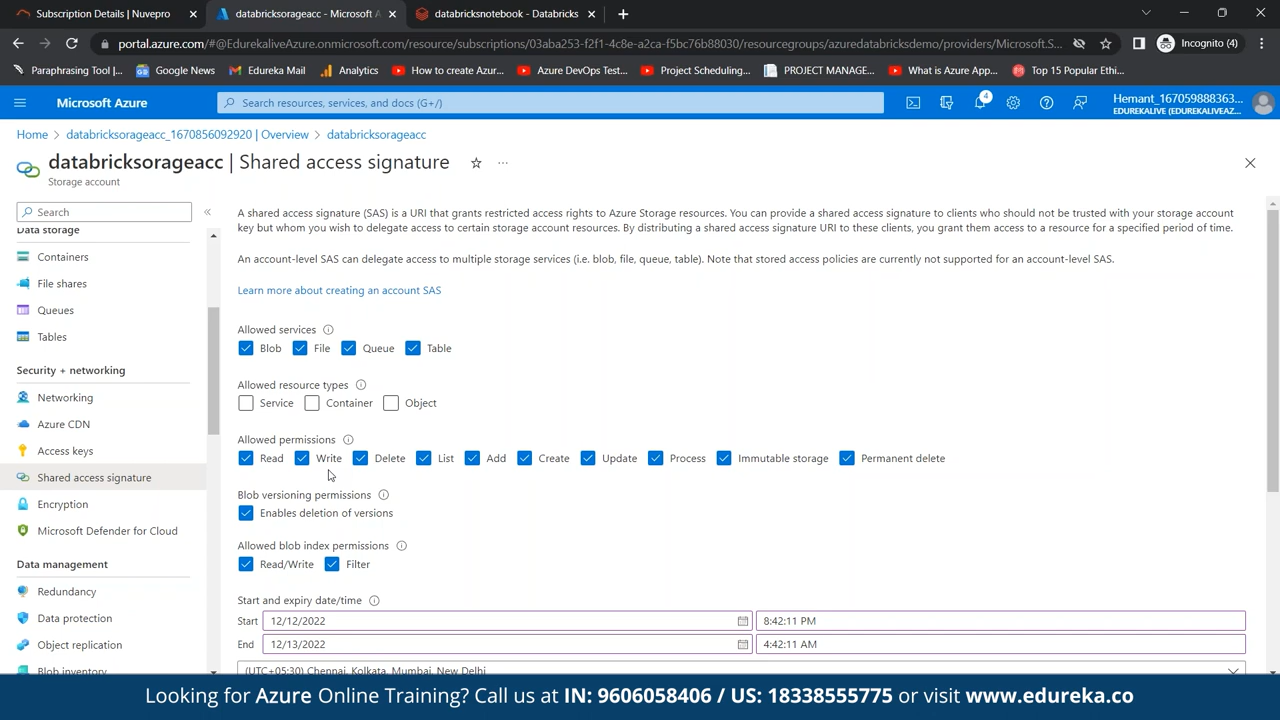 Subscription Details | Nuvepro
databricksorageacc - Microsoft A
databricksnotebook - Databricks
portal.azure.com/#@EdurekaliveAzure.onmicrosoft.com/resource/subscriptions/03aba253-f2f1-4c8e-a2ca-f5bc76b88030/resourcegroups/azuredatabricksdemo/providers/Microsoft.S...
Incognito (4)
Paraphrasing Tool |...
Google News
Edureka Mail
Analytics
How to create Azur...
Azure DevOps Test...
Project Scheduling...
PROJECT MANAGE...
What is Azure App...
Top 15 Popular Ethi...
Microsoft Azure
Search resources, services, and docs (G+/)
4
Hemant_167059888363...
EDUREKALIVE (EDUREKALIVEAZ...
Home > databricksorageacc_1670856092920 | Overview > databricksorageacc
databricksorageacc | Shared access signature
Storage account
Search
Data storage
Containers
File shares
Queues
Tables
Security + networking
Networking
Azure CDN
Access keys
Shared access signature
Encryption
Microsoft Defender for Cloud
Data management
Redundancy
Data protection
Object replication
Blob inventory
A shared access signature (SAS) is a URI that grants restricted access rights to Azure Storage resources. You can provide a shared access signature to clients who should not be trusted with your storage account
key but whom you wish to delegate access to certain storage account resources. By distributing a shared access signature URI to these clients, you grant them access to a resource for a specified period of time.
An account-level SAS can delegate access to multiple storage services (i.e. blob, file, queue, table). Note that stored access policies are currently not supported for an account-level SAS.
Learn more about creating an account SAS
Allowed services
Blob File Queue Table
Allowed resource types
Service Container Object
Allowed permissions
Read Write Delete List Add Create Update Process Immutable storage Permanent delete
Blob versioning permissions
Enables deletion of versions
Allowed blob index permissions
Read/Write Filter
Start and expiry date/time
Start 12/12/2022 8:42:11 PM
End 12/13/2022 4:42:11 AM
(UTC+05:30) Chennai, Kolkata, Mumbai, New Delhi
Looking for Azure Online Training? Call us at IN: 9606058406 / US: 18338555775 or visit www.edureka.co